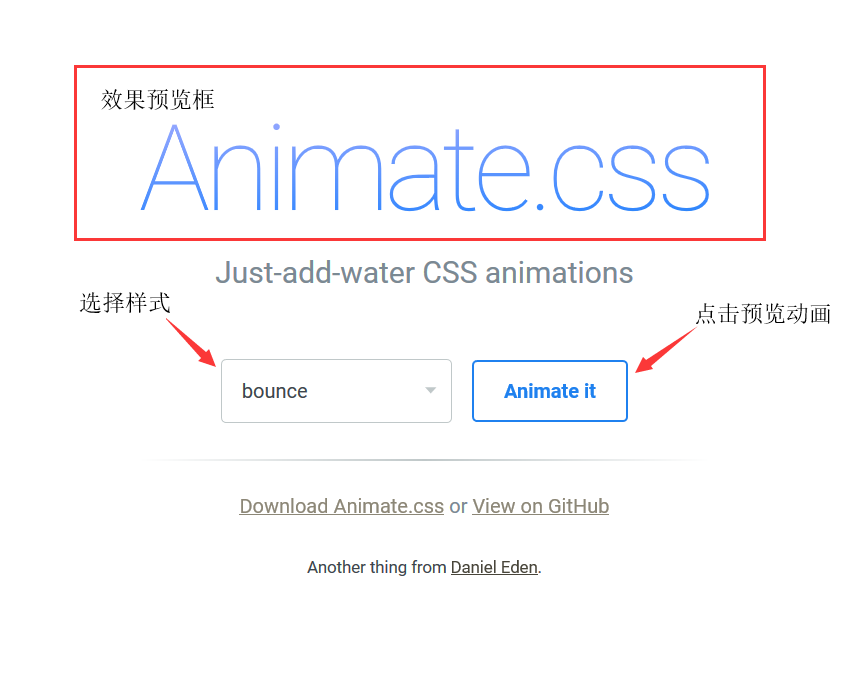 效果预览框
Animate.css
Just-add-water CSS animations
选择样式
点击预览动画
bounce
Animate it
Download Animate.css or View on GitHub
Another thing from Daniel Eden.